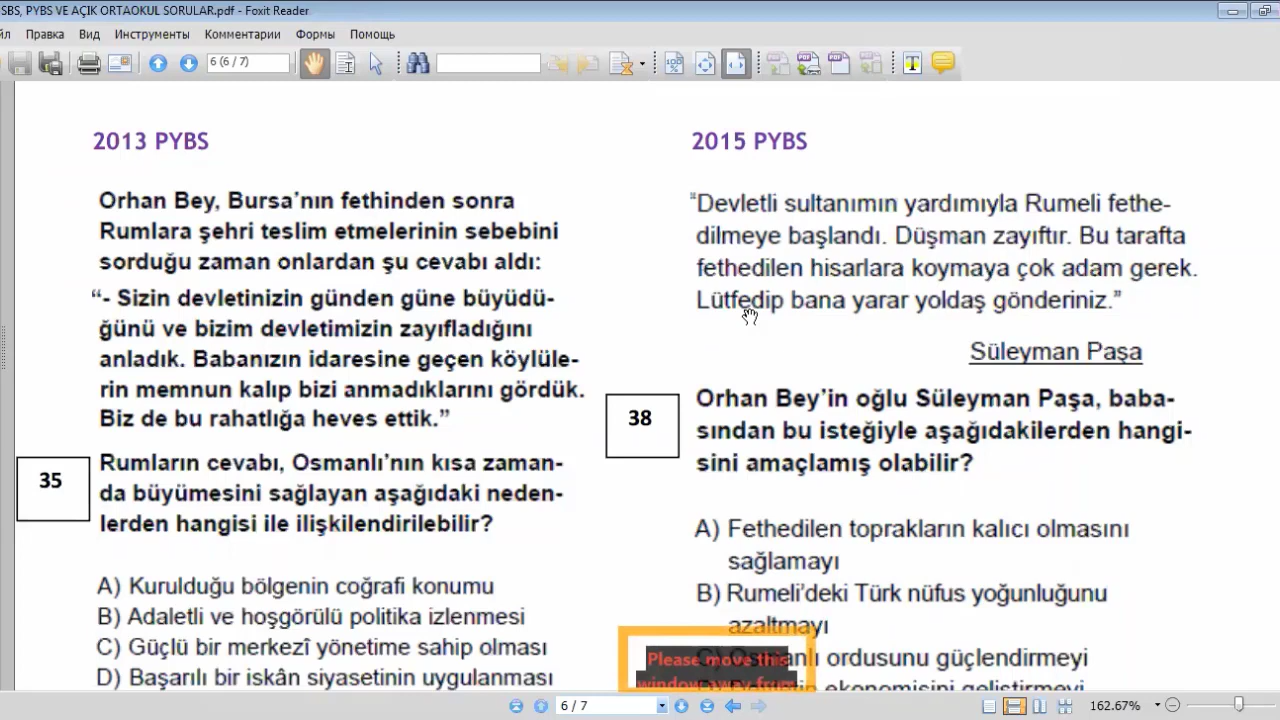 SBS, PYBS VE AÇIK ORTAOKUL SORULAR.pdf - Foxit Reader
Правка Вид Инструменты Комментарии Формы Помощь
6 (6 / 7)
2013 PYBS
Orhan Bey, Bursa’nın fethinden sonra
Rumlara şehri teslim etmelerinin sebebini
sorduğu zaman onlardan şu cevabı aldı:
“- Sizin devletinizin günden güne büyüdü-
ğünü ve bizim devletimizin zayıfladığını
anladık. Babanızın idaresine geçen köylüle-
rin memnun kalıp bizi anmadıklarını gördük.
Biz de bu rahatlığa heves ettik.”
35
Rumların cevabı, Osmanlı’nın kısa zaman-
da büyümesini sağlayan aşağıdaki neden-
lerden hangisi ile ilişkilendirilebilir?
A) Kurulduğu bölgenin coğrafi konumu
B) Adaletli ve hoşgörülü politika izlenmesi
C) Güçlü bir merkezî yönetime sahip olması
D) Başarılı bir iskân siyasetinin uygulanması
2015 PYBS
“Devletli sultanımın yardımıyla Rumeli fethe-
dilmeye başlandı. Düşman zayıftır. Bu tarafta
fethedilen hisarlara koymaya çok adam gerek.
Lütfedip bana yarar yoldaş gönderiniz.”
Süleyman Paşa
38
Orhan Bey’in oğlu Süleyman Paşa, baba-
sından bu isteğiyle aşağıdakilerden hangi-
sini amaçlamış olabilir?
A) Fethedilen toprakların kalıcı olmasını
sağlamayı
B) Rumeli’deki Türk nüfus yoğunluğunu
azaltmayı
C) Osmanlı ordusunu güçlendirmeyi
ekonomisini geliştirmeyi
Please move this
window away from
6 / 7
162.67%